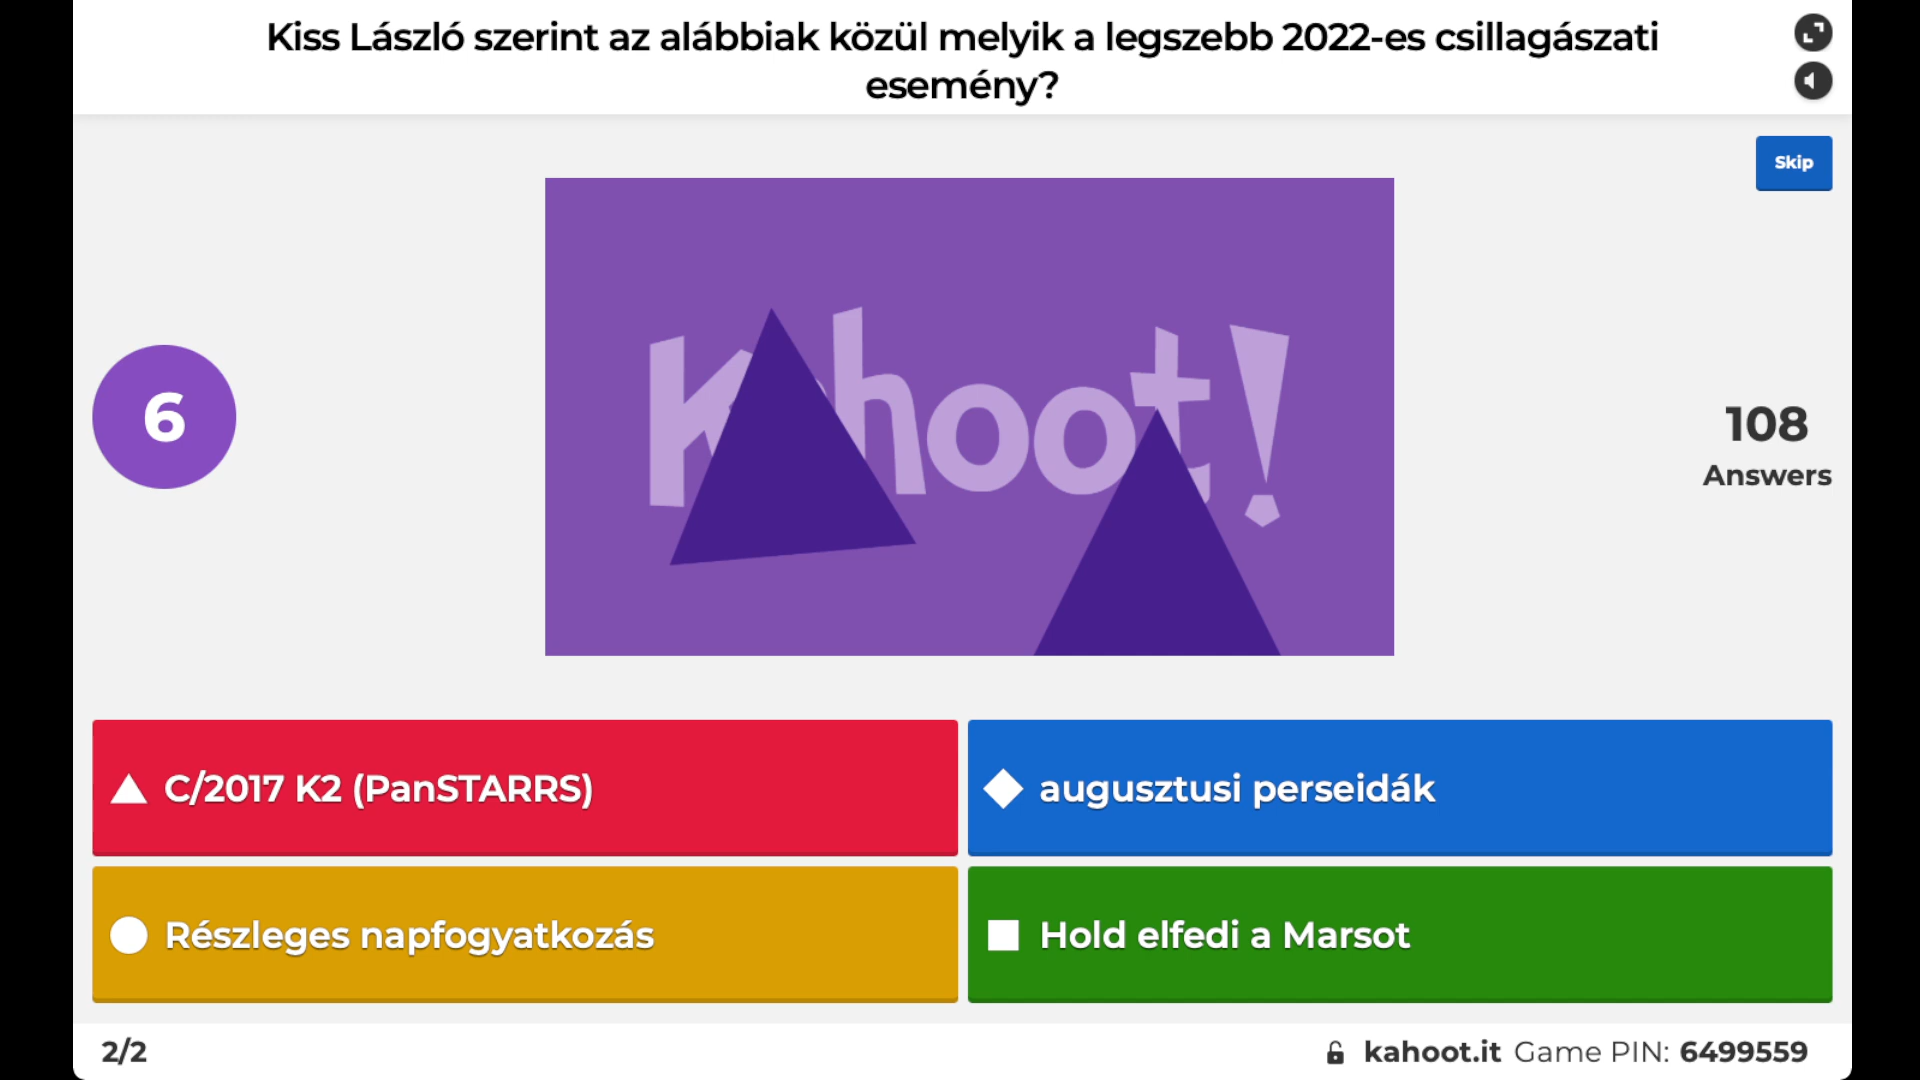 Kiss László szerint az alábbiak közül melyik a legszebb 2022-es csillagászati
esemény?
Skip
Kahoot!
6
108
Answers
C/2017 K2 (PanSTARRS)
augusztusi perseidák
Részleges napfogyatkozás
Hold elfedi a Marsot
2/2
kahoot.it Game PIN: 6499559